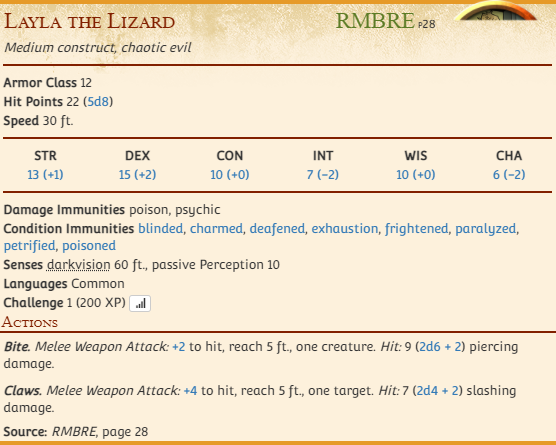 Layla the Lizard RMBRE p28
Medium construct, chaotic evil
Armor Class 12
Hit Points 22 (5d8)
Speed 30 ft.
STR DEX CON INT WIS CHA
13 (+1) 15 (+2) 10 (+0) 7 (−2) 10 (+0) 6 (−2)
Damage Immunities poison, psychic
Condition Immunities blinded, charmed, deafened, exhaustion, frightened, paralyzed,
petrified, poisoned
Senses darkvision 60 ft., passive Perception 10
Languages Common
Challenge 1 (200 XP)
Actions
Bite. Melee Weapon Attack: +2 to hit, reach 5 ft., one creature. Hit: 9 (2d6 + 2) piercing
damage.
Claws. Melee Weapon Attack: +4 to hit, reach 5 ft., one target. Hit: 7 (2d4 + 2) slashing
damage.
Source: RMBRE, page 28